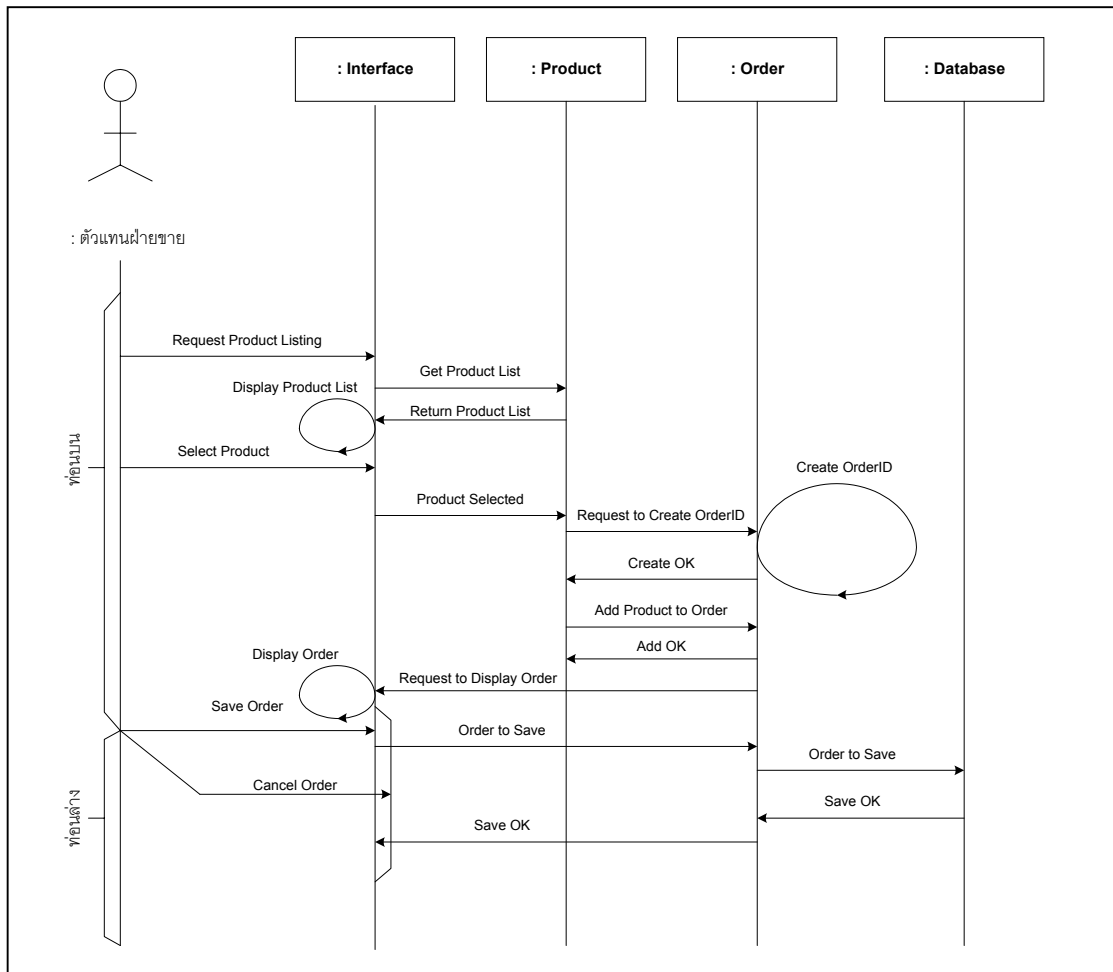 : Interface
: Product
: Order
: Database
: ตัวแทนฝ่ายขาย
Request Product Listing
Get Product List
Display Product List
Return Product List
Select Product
ท่อนบน
Create OrderID
Product Selected
Request to Create OrderID
Create OK
Add Product to Order
Add OK
Display Order
Request to Display Order
Save Order
Order to Save
Order to Save
Cancel Order
Save OK
Save OK
ท่อนล่าง